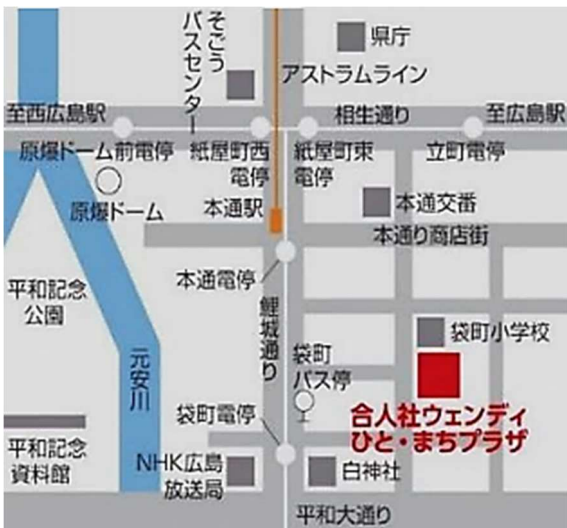 県庁
そごう
バスセンター
アストラムライン
至西広島駅
相生通り
至広島駅
原爆ドーム前電停
紙屋町西
電停
紙屋町東
電停
立町電停
原爆ドーム
本通駅
本通交番
本通り商店街
本通電停
平和記念
公園
鯉城通り
袋町
バス停
袋町小学校
元安川
合人社ウェンディ
ひと・まちプラザ
袋町電停
平和記念
資料館
NHK広島
放送局
白神社
平和大通り